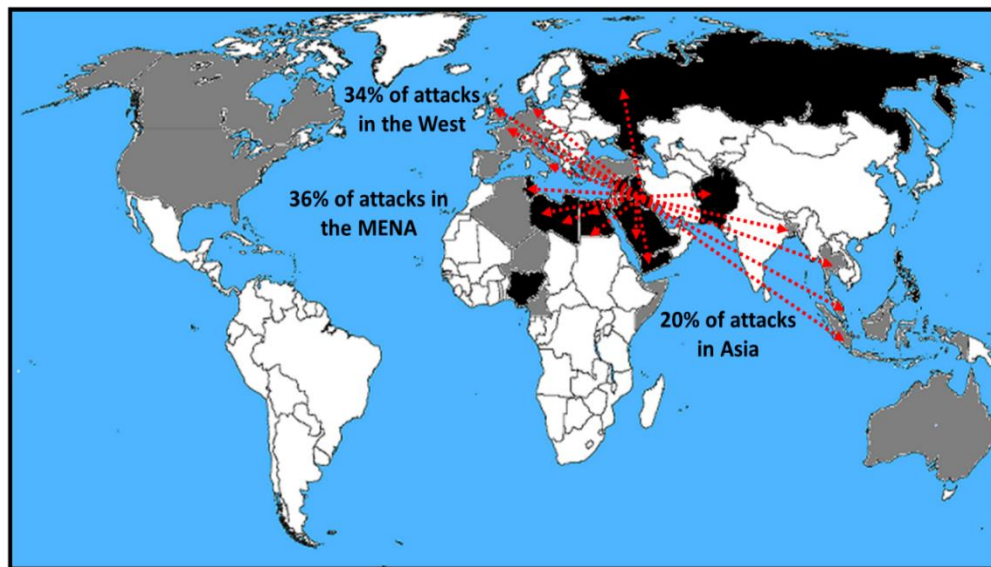 34% of attacks
in the West
36% of attacks in
the MENA
20% of attacks
in Asia